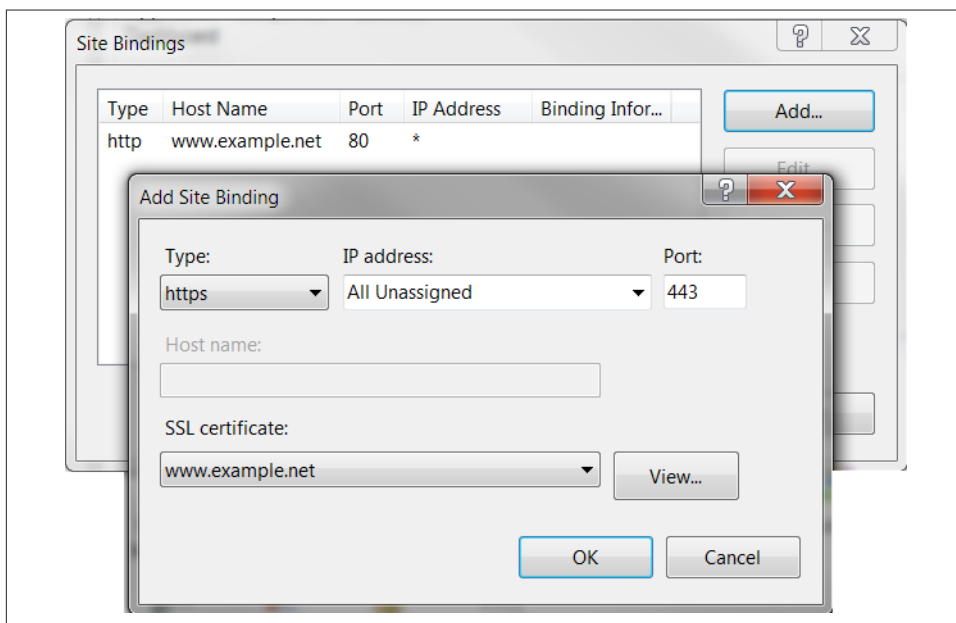 Site Bindings
Type Host Name Port IP Address Binding Infor...
http www.example.net 80 *
Add...
Edit...
Add Site Binding
Type: IP address: Port:
https All Unassigned 443
Host name:
SSL certificate:
www.example.net View...
OK Cancel